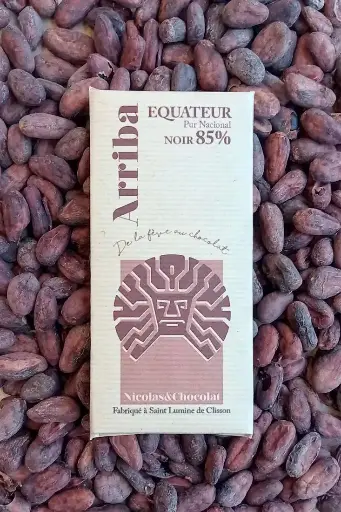 Arriba
EQUATEUR
Pur Nacional
NOIR 85%
De la fève au chocolat
Nicolas&Chocolat
Fabriqué à Saint Lumine de Clisson